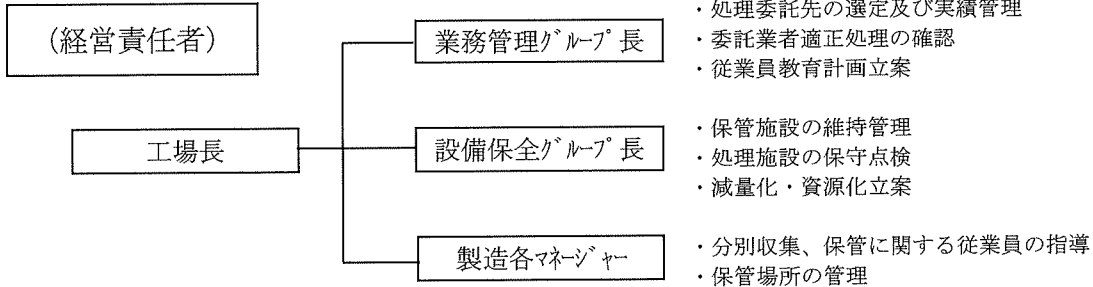 (経営責任者)
工場長
業務管理ｸﾞﾙｰﾌﾟ長
・処理委託先の選定及び実績管理
・委託業者適正処理の確認
・従業員教育計画立案
設備保全ｸﾞﾙｰﾌﾟ長
・保管施設の維持管理
・処理施設の保守点検
・減量化・資源化立案
製造各ﾏﾈｰｼﾞｬｰ
・分別収集、保管に関する従業員の指導
・保管場所の管理